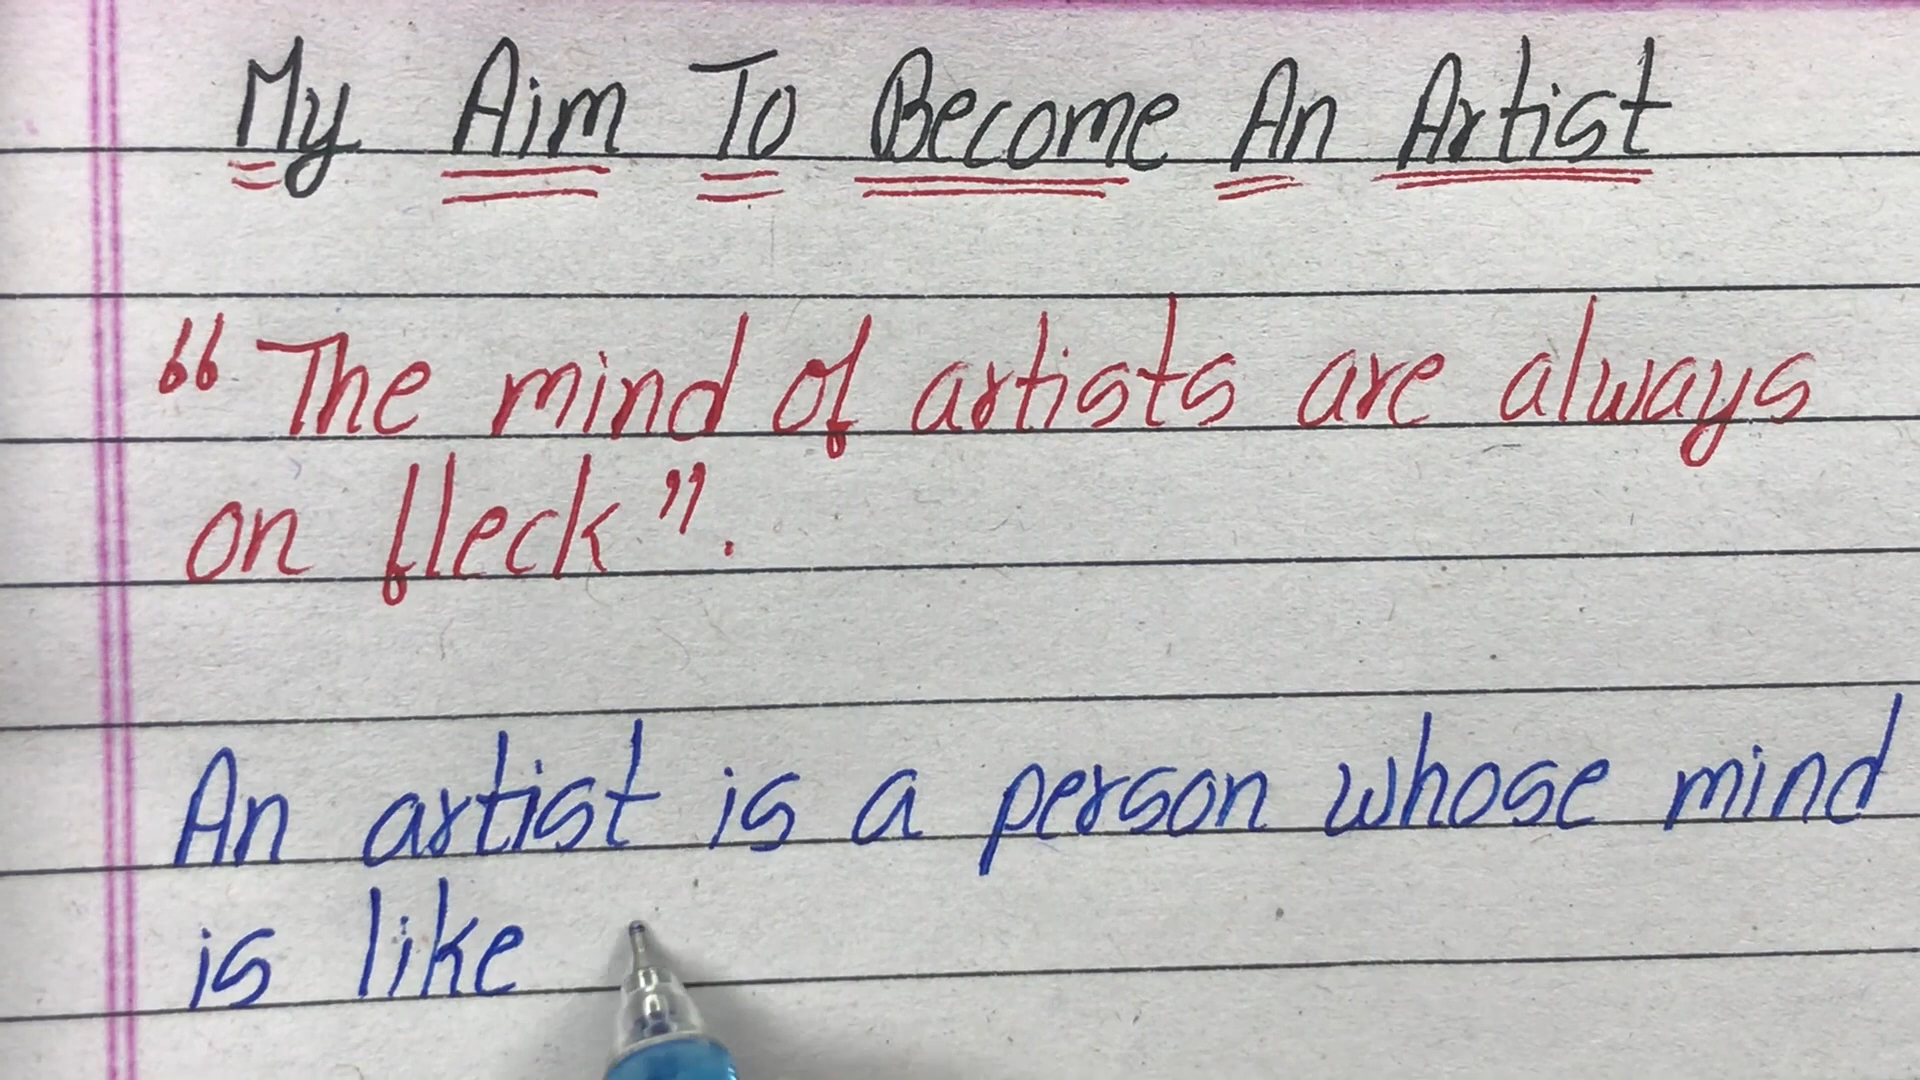 My Aim To Become An Artist
“The mind of artists are always
on fleck”.
An artist is a person whose mind
is like